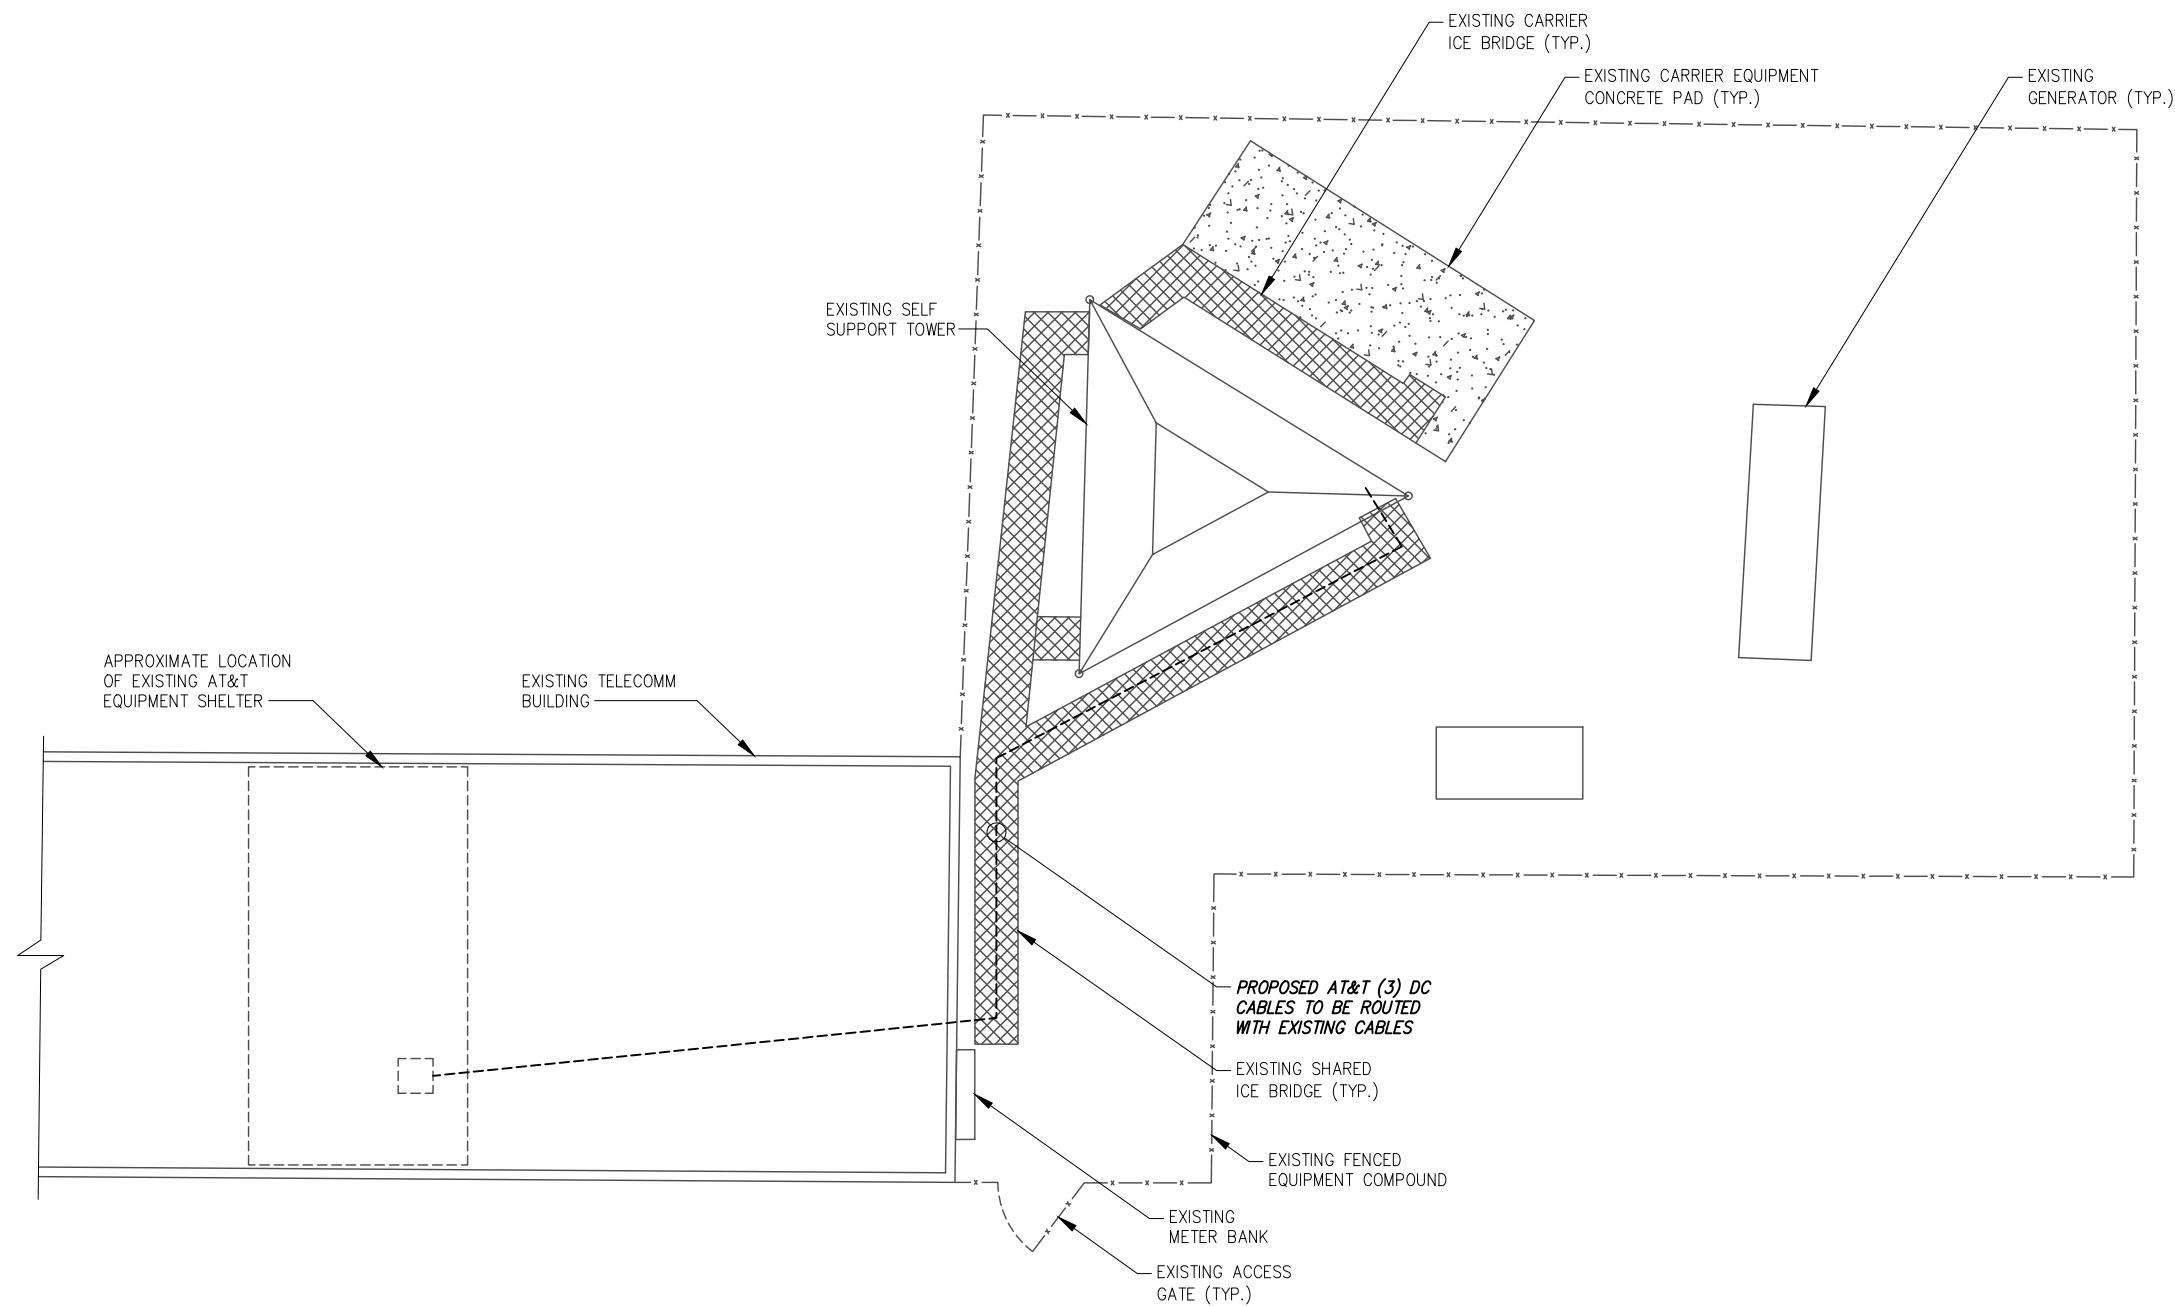 EXISTING CARRIER
ICE BRIDGE (TYP.)
EXISTING CARRIER EQUIPMENT
CONCRETE PAD (TYP.)
EXISTING
GENERATOR (TYP.)
EXISTING SELF
SUPPORT TOWER
APPROXIMATE LOCATION
OF EXISTING AT&T
EQUIPMENT SHELTER
EXISTING TELECOMM
BUILDING
PROPOSED AT&T (3) DC
CABLES TO BE ROUTED
WITH EXISTING CABLES
EXISTING SHARED
ICE BRIDGE (TYP.)
EXISTING FENCED
EQUIPMENT COMPOUND
EXISTING
METER BANK
EXISTING ACCESS
GATE (TYP.)